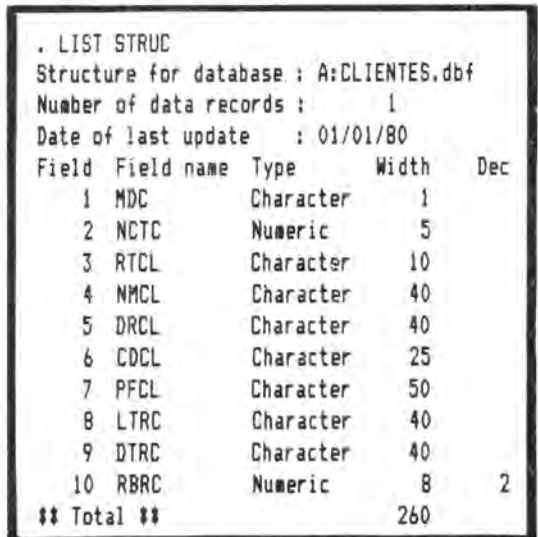 . LIST STRUC
Structure for database : A:CLIENTES.dbf
Number of data records : 1
Date of last update : 01/01/80
Field Field name Type Width Dec
1 MDC Character 1
2 NCTC Numeric 5
3 RTCL Character 10
4 NMCL Character 40
5 DRCL Character 40
6 CDCL Character 25
7 PFCL Character 50
8 LTRC Character 40
9 DTRC Character 40
10 RBRC Numeric 8 2
** Total ** 260